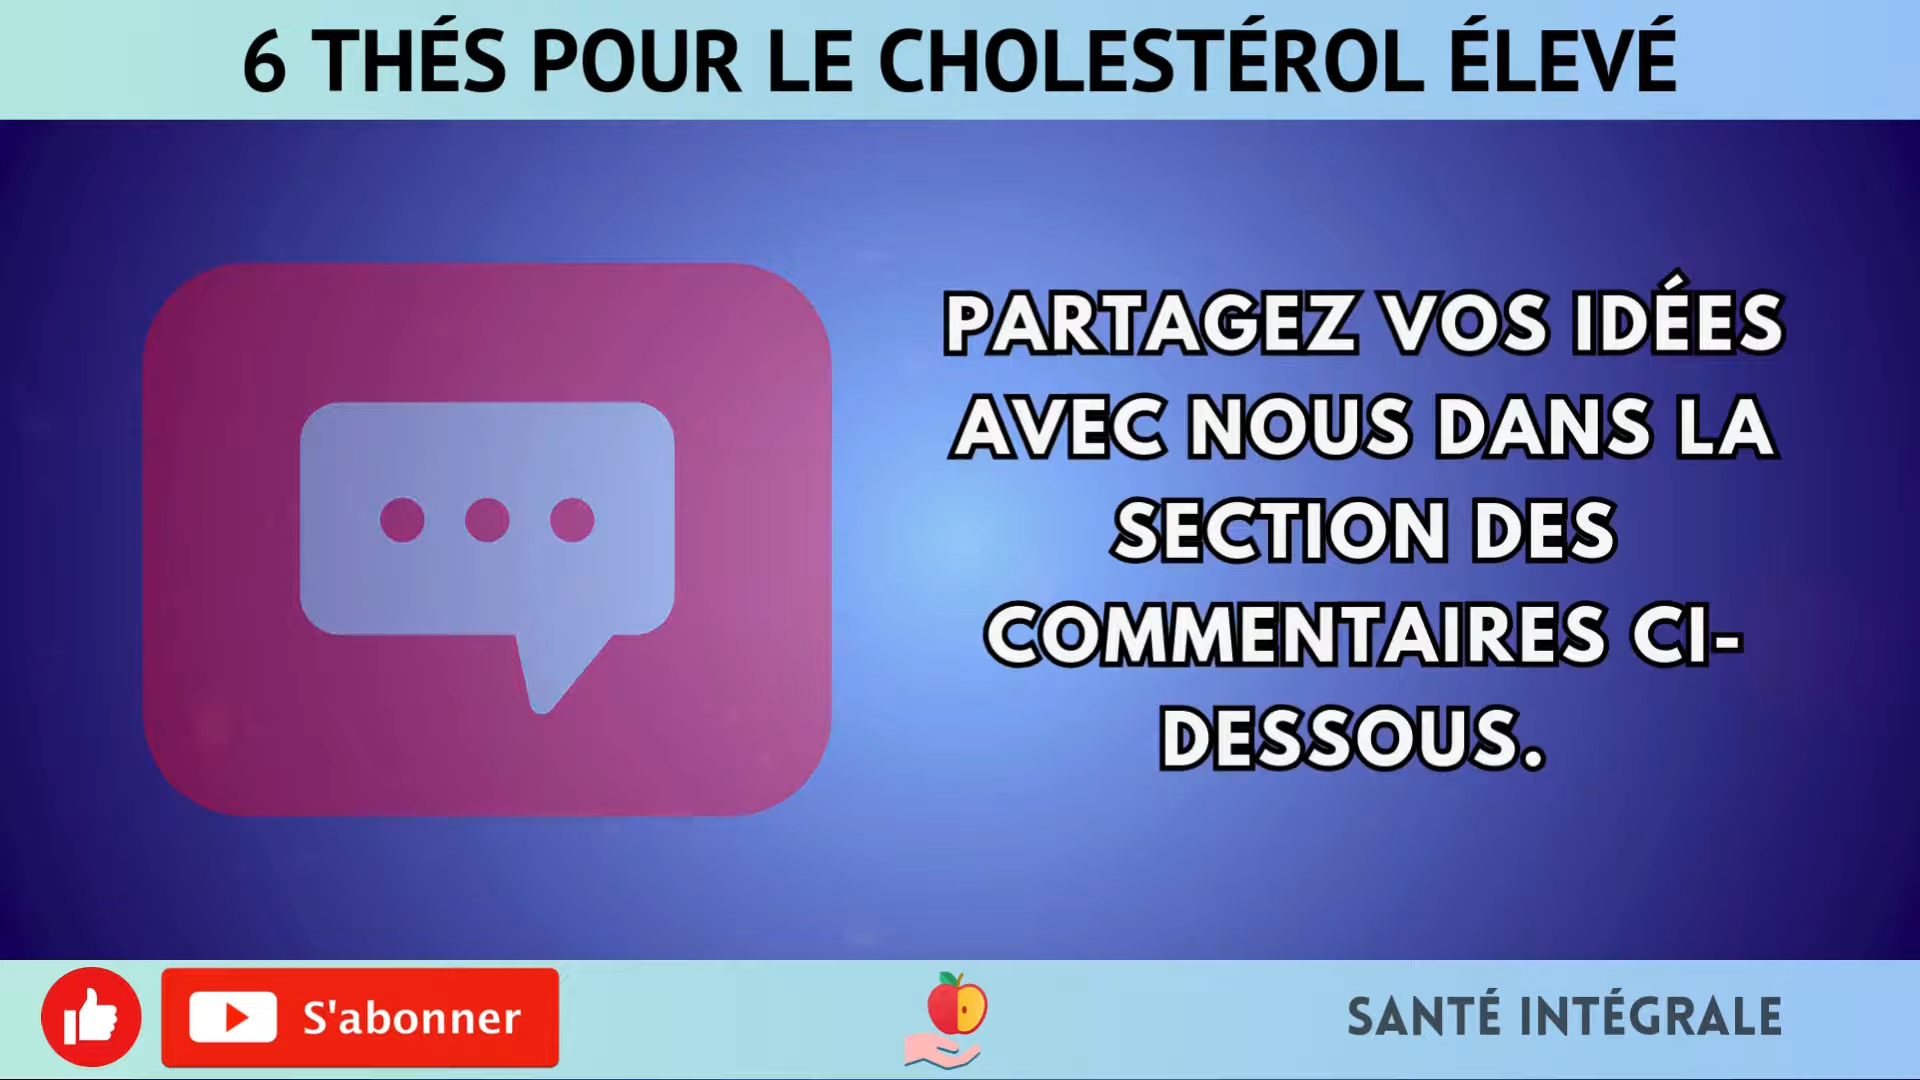 6 THÉS POUR LE CHOLESTÉROL ÉLEVÉ
PARTAGEZ VOS IDÉES
AVEC NOUS DANS LA
SECTION DES
COMMENTAIRES CI-
DESSOUS.
S'abonner
SANTÉ INTÉGRALE